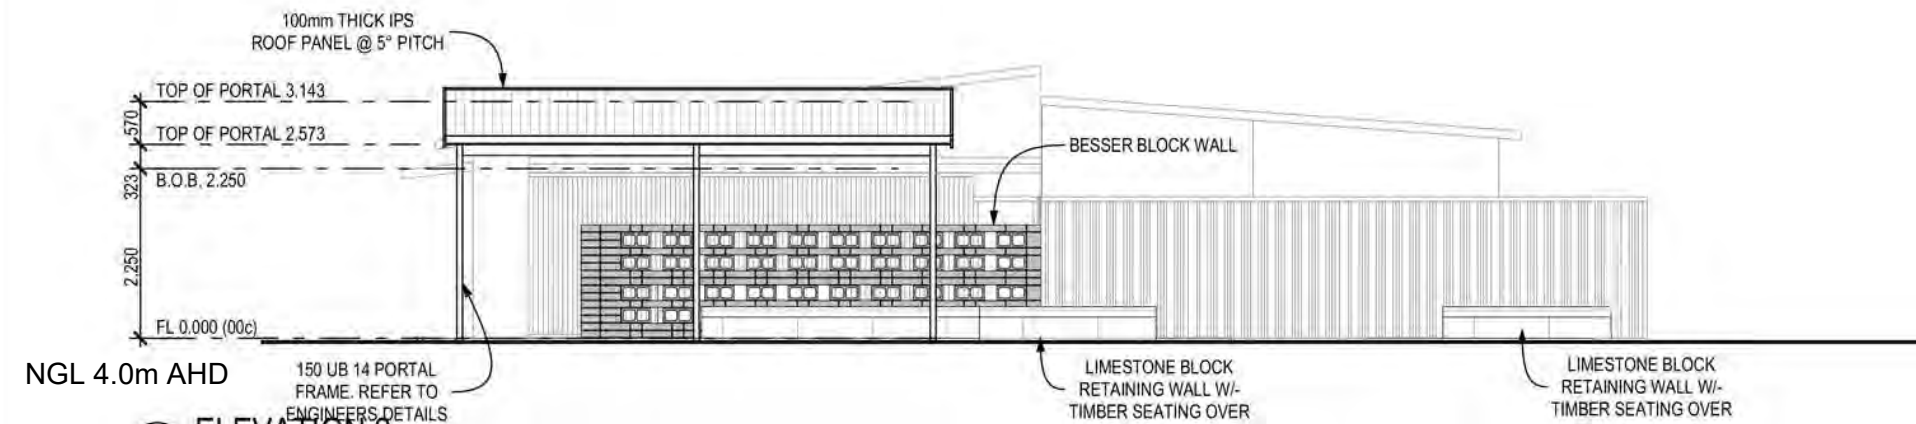 100mm THICK IPS
ROOF PANEL @ 5° PITCH
TOP OF PORTAL 3.143
570
TOP OF PORTAL 2.573
323
B.O.B. 2.250
BESSER BLOCK WALL
2.250
FL 0.000 (00c)
NGL 4.0m AHD
150 UB 14 PORTAL
FRAME. REFER TO
ENGINEERS DETAILS
LIMESTONE BLOCK
RETAINING WALL W/-
TIMBER SEATING OVER
LIMESTONE BLOCK
RETAINING WALL W/-
TIMBER SEATING OVER
ELEVATION